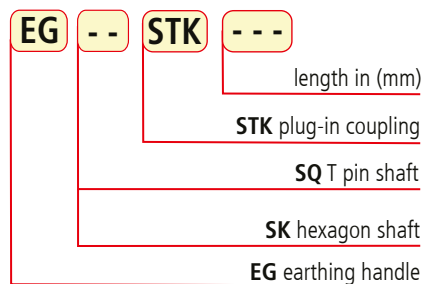 EG - - STK - - -
length in (mm)
STK plug-in coupling
SQ T pin shaft
SK hexagon shaft
EG earthing handle